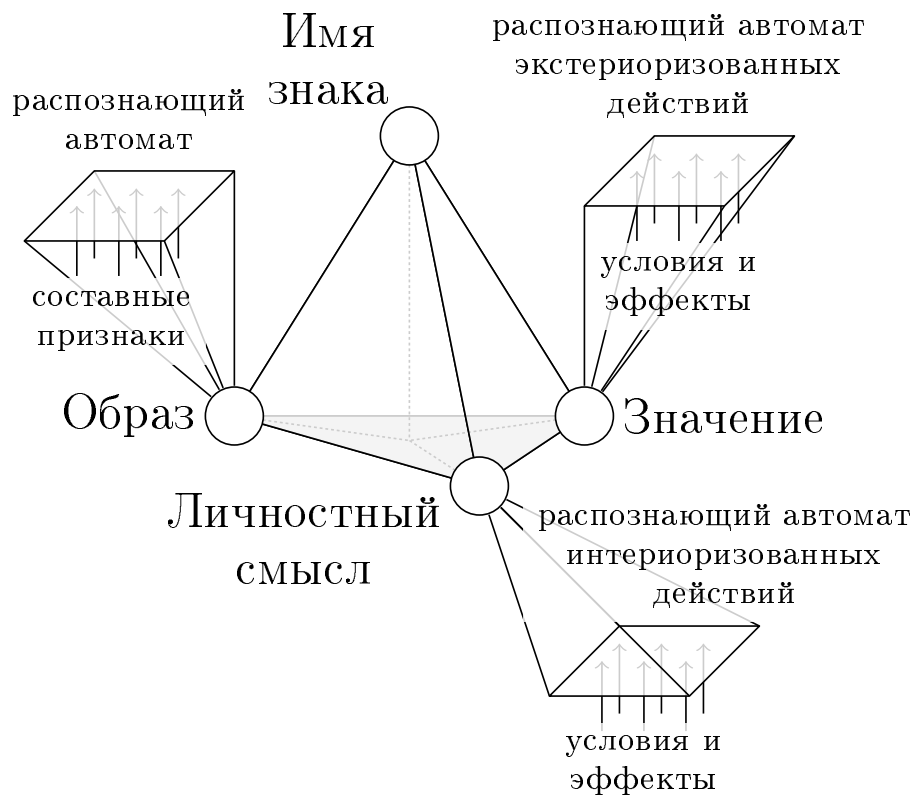 Имя
знака
распознающий автомат
экстериоризованных
действий
распознающий
автомат
условия и
эффекты
составные
признаки
Образ
Значение
Личностный
смысл
распознающий автомат
интериоризованных
действий
условия и
эффекты